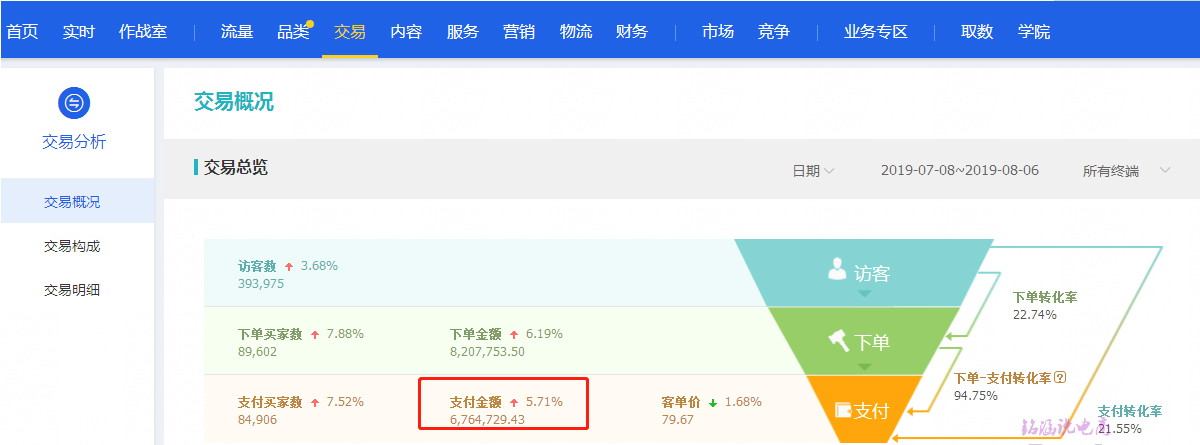 首页 实时 作战室 流量 品类 交易 内容 服务 营销 物流 财务 市场 竞争 业务专区 取数 学院
交易分析
交易概况
交易构成
交易明细
交易概况
交易总览
日期 2019-07-08~2019-08-06 所有终端
访客数 3.68%
393,975
访客
下单买家数 7.88%
89,602
下单金额 6.19%
8,207,753.50
下单
支付买家数 7.52%
84,906
支付金额 5.71%
6,764,729.43
客单价 1.68%
79.67
支付
下单转化率
22.74%
下单-支付转化率 ?
94.75%
支付转化率
21.55%